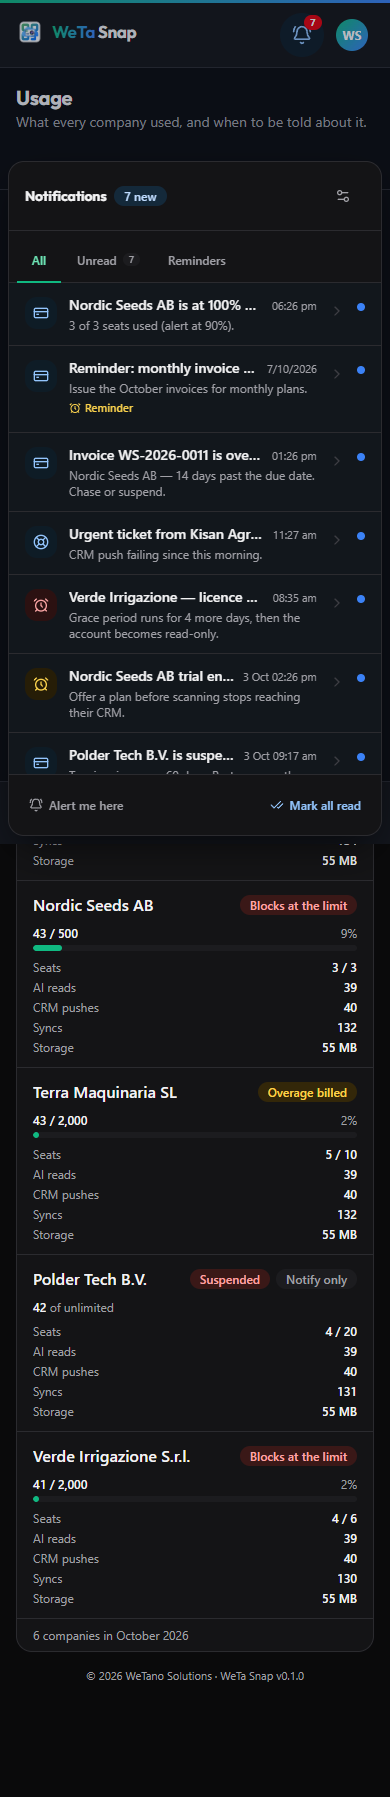 WeTa Snap
7
WS
Usage
What every company used, and when to be told about it.
Notifications 7 new
All Unread 7 Reminders
Nordic Seeds AB is at 100% ... 06:26 pm
3 of 3 seats used (alert at 90%).
Reminder: monthly invoice ... 7/10/2026
Issue the October invoices for monthly plans.
Reminder
Invoice WS-2026-0011 is ove... 01:26 pm
Nordic Seeds AB — 14 days past the due date.
Chase or suspend.
Urgent ticket from Kisan Agr... 11:27 am
CRM push failing since this morning.
Verde Irrigazione — licence ... 08:35 am
Grace period runs for 4 more days, then the
account becomes read-only.
Nordic Seeds AB trial en... 3 Oct 02:26 pm
Offer a plan before scanning stops reaching
their CRM.
Polder Tech B.V. is suspe... 3 Oct 09:17 am
Alert me here Mark all read
Syncs
Storage 55 MB
Nordic Seeds AB Blocks at the limit
43 / 500 9%
Seats 3 / 3
AI reads 39
CRM pushes 40
Syncs 132
Storage 55 MB
Terra Maquinaria SL Overage billed
43 / 2,000 2%
Seats 5 / 10
AI reads 39
CRM pushes 40
Syncs 132
Storage 55 MB
Polder Tech B.V. Suspended Notify only
42 of unlimited
Seats 4 / 20
AI reads 39
CRM pushes 40
Syncs 131
Storage 55 MB
Verde Irrigazione S.r.l. Blocks at the limit
41 / 2,000 2%
Seats 4 / 6
AI reads 39
CRM pushes 40
Syncs 130
Storage 55 MB
6 companies in October 2026
© 2026 WeTano Solutions · WeTa Snap v0.1.0